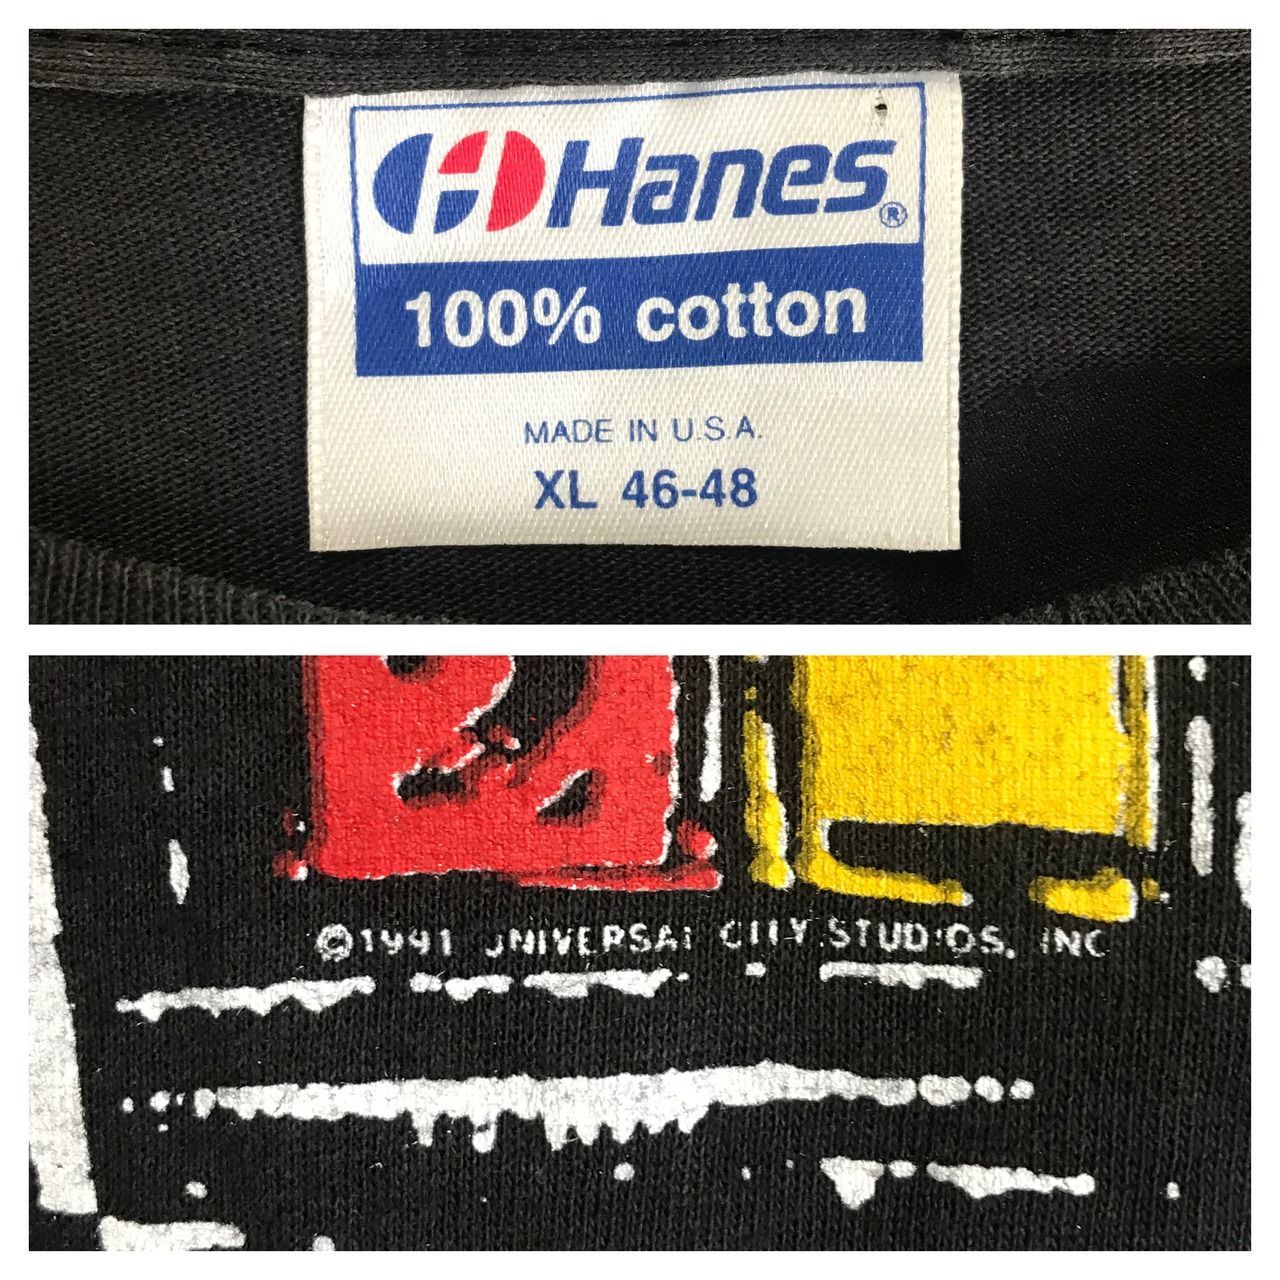 Hanes®
100% cotton
MADE IN U.S.A.
XL 46-48
©1991 UNIVERSAL CITY STUDIOS, INC